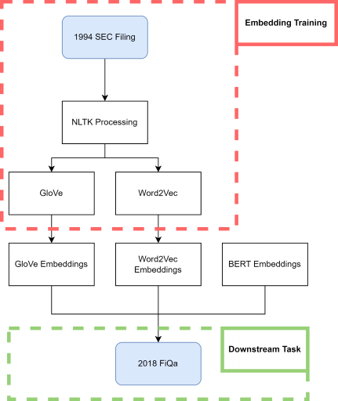 1994 SEC Filing
Embedding Training
NLTK Processing
GloVe
Word2Vec
GloVe Embeddings
Word2Vec
Embeddings
BERT Embeddings
Downstream Task
2018 FiQa